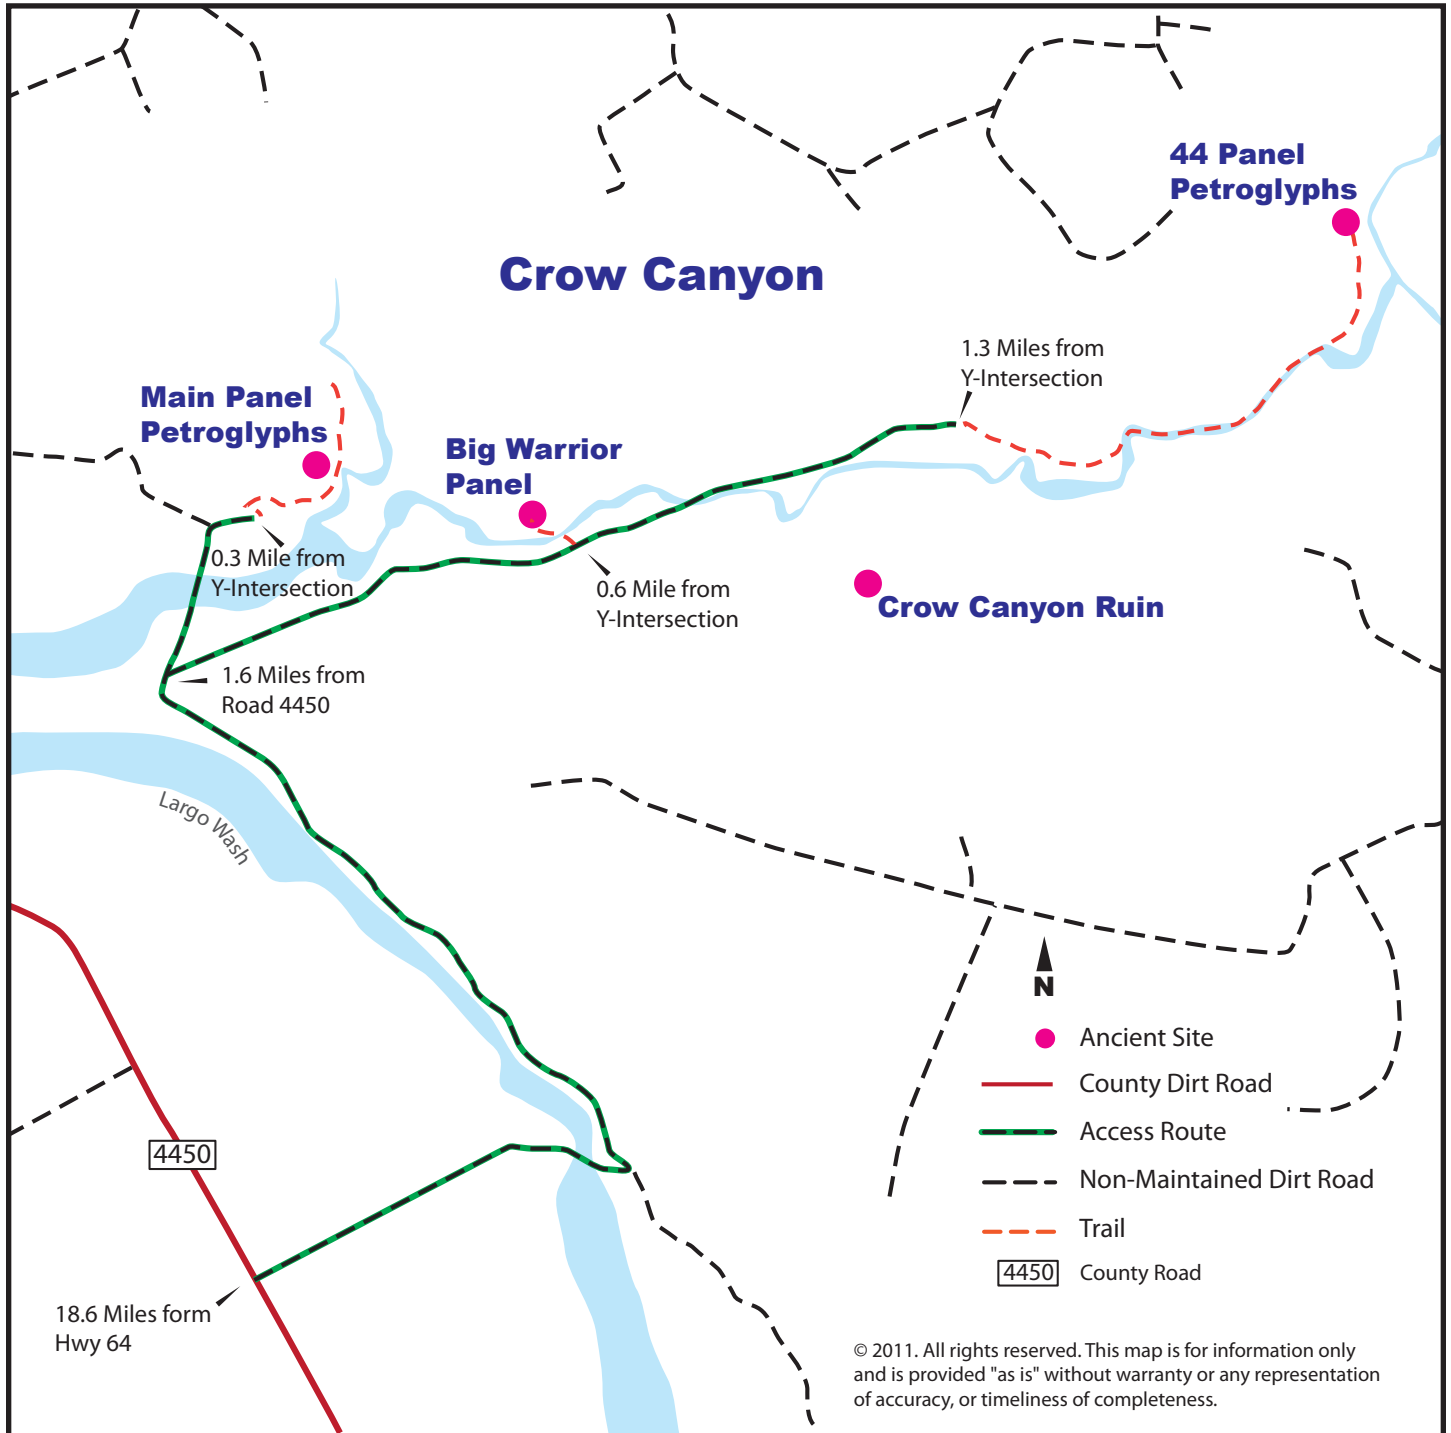 44 Panel
Petroglyphs
Crow Canyon
1.3 Miles from
Y-Intersection
Main Panel
Petroglyphs
Big Warrior
Panel
0.3 Mile from
Y-Intersection
0.6 Mile from
Y-Intersection
Crow Canyon Ruin
1.6 Miles from
Road 4450
Largo Wash
N
Ancient Site
County Dirt Road
Access Route
4450
Non-Maintained Dirt Road
Trail
4450 County Road
18.6 Miles form
Hwy 64
© 2011. All rights reserved. This map is for information only
and is provided "as is" without warranty or any representation
of accuracy, or timeliness of completeness.